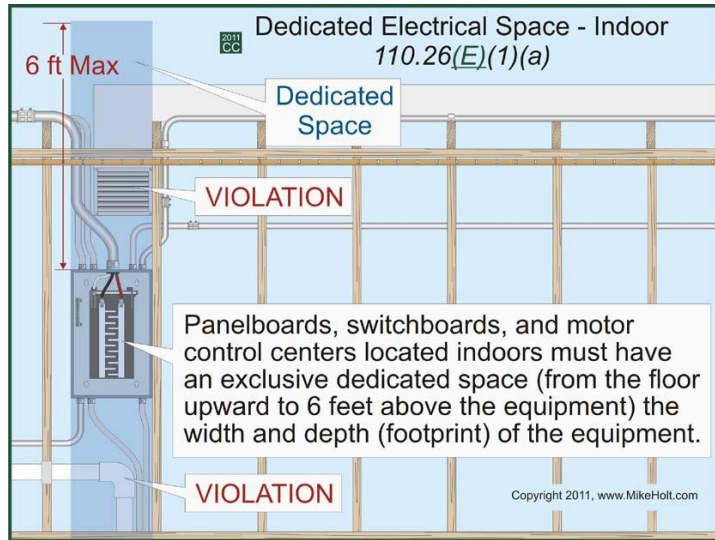 2011
CC
Dedicated Electrical Space - Indoor
110.26(E)(1)(a)
6 ft Max
Dedicated
Space
VIOLATION
Panelboards, switchboards, and motor
control centers located indoors must have
an exclusive dedicated space (from the floor
upward to 6 feet above the equipment) the
width and depth (footprint) of the equipment.
VIOLATION
Copyright 2011, www.MikeHolt.com